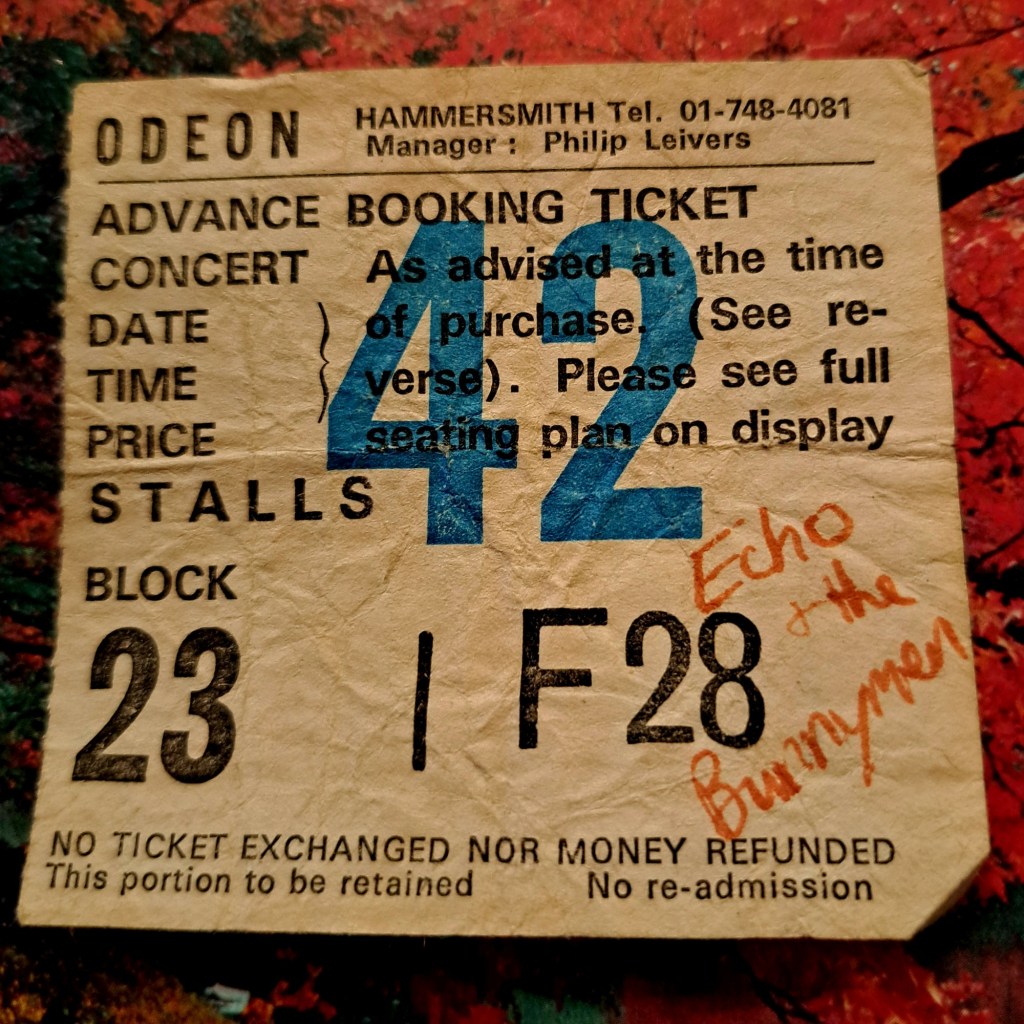 ODEON HAMMERSMITH Tel. 01-748-4081
Manager : Philip Leivers
ADVANCE BOOKING TICKET
CONCERT As advised at the time
DATE ) of purchase. (See re-
TIME } verse). Please see full
PRICE seating plan on display
STALLS
42
BLOCK
23 | F28
Echo
& the
Bunnymen
NO TICKET EXCHANGED NOR MONEY REFUNDED
This portion to be retained No re-admission